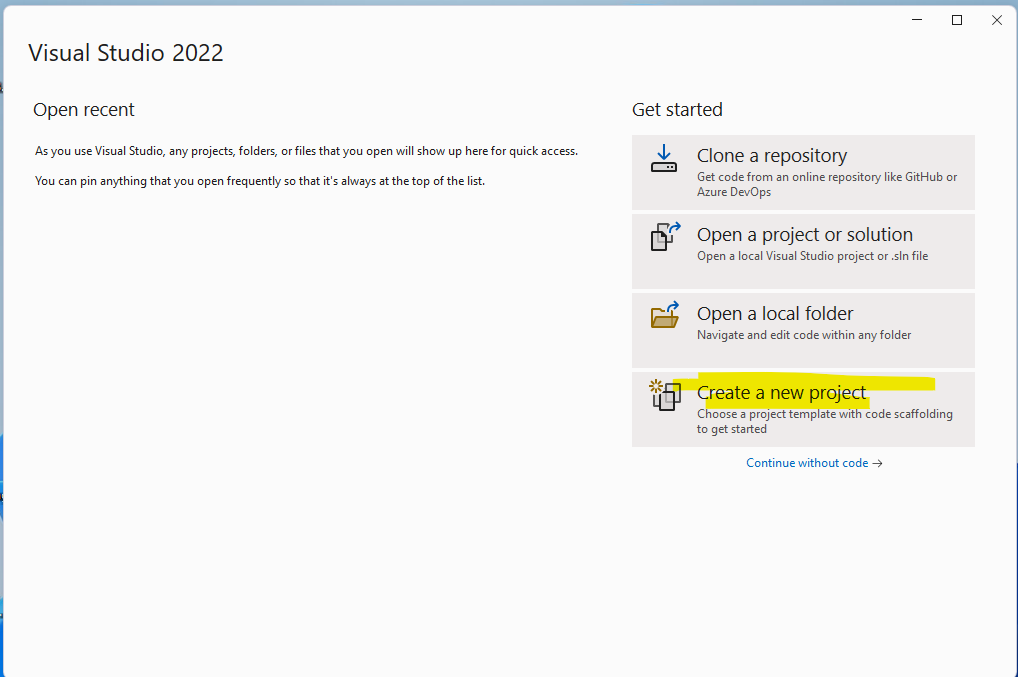 Visual Studio 2022
Open recent
As you use Visual Studio, any projects, folders, or files that you open will show up here for quick access.
You can pin anything that you open frequently so that it's always at the top of the list.
Get started
Clone a repository
Get code from an online repository like GitHub or
Azure DevOps
Open a project or solution
Open a local Visual Studio project or .sln file
Open a local folder
Navigate and edit code within any folder
Create a new project
Choose a project template with code scaffolding
to get started
Continue without code →